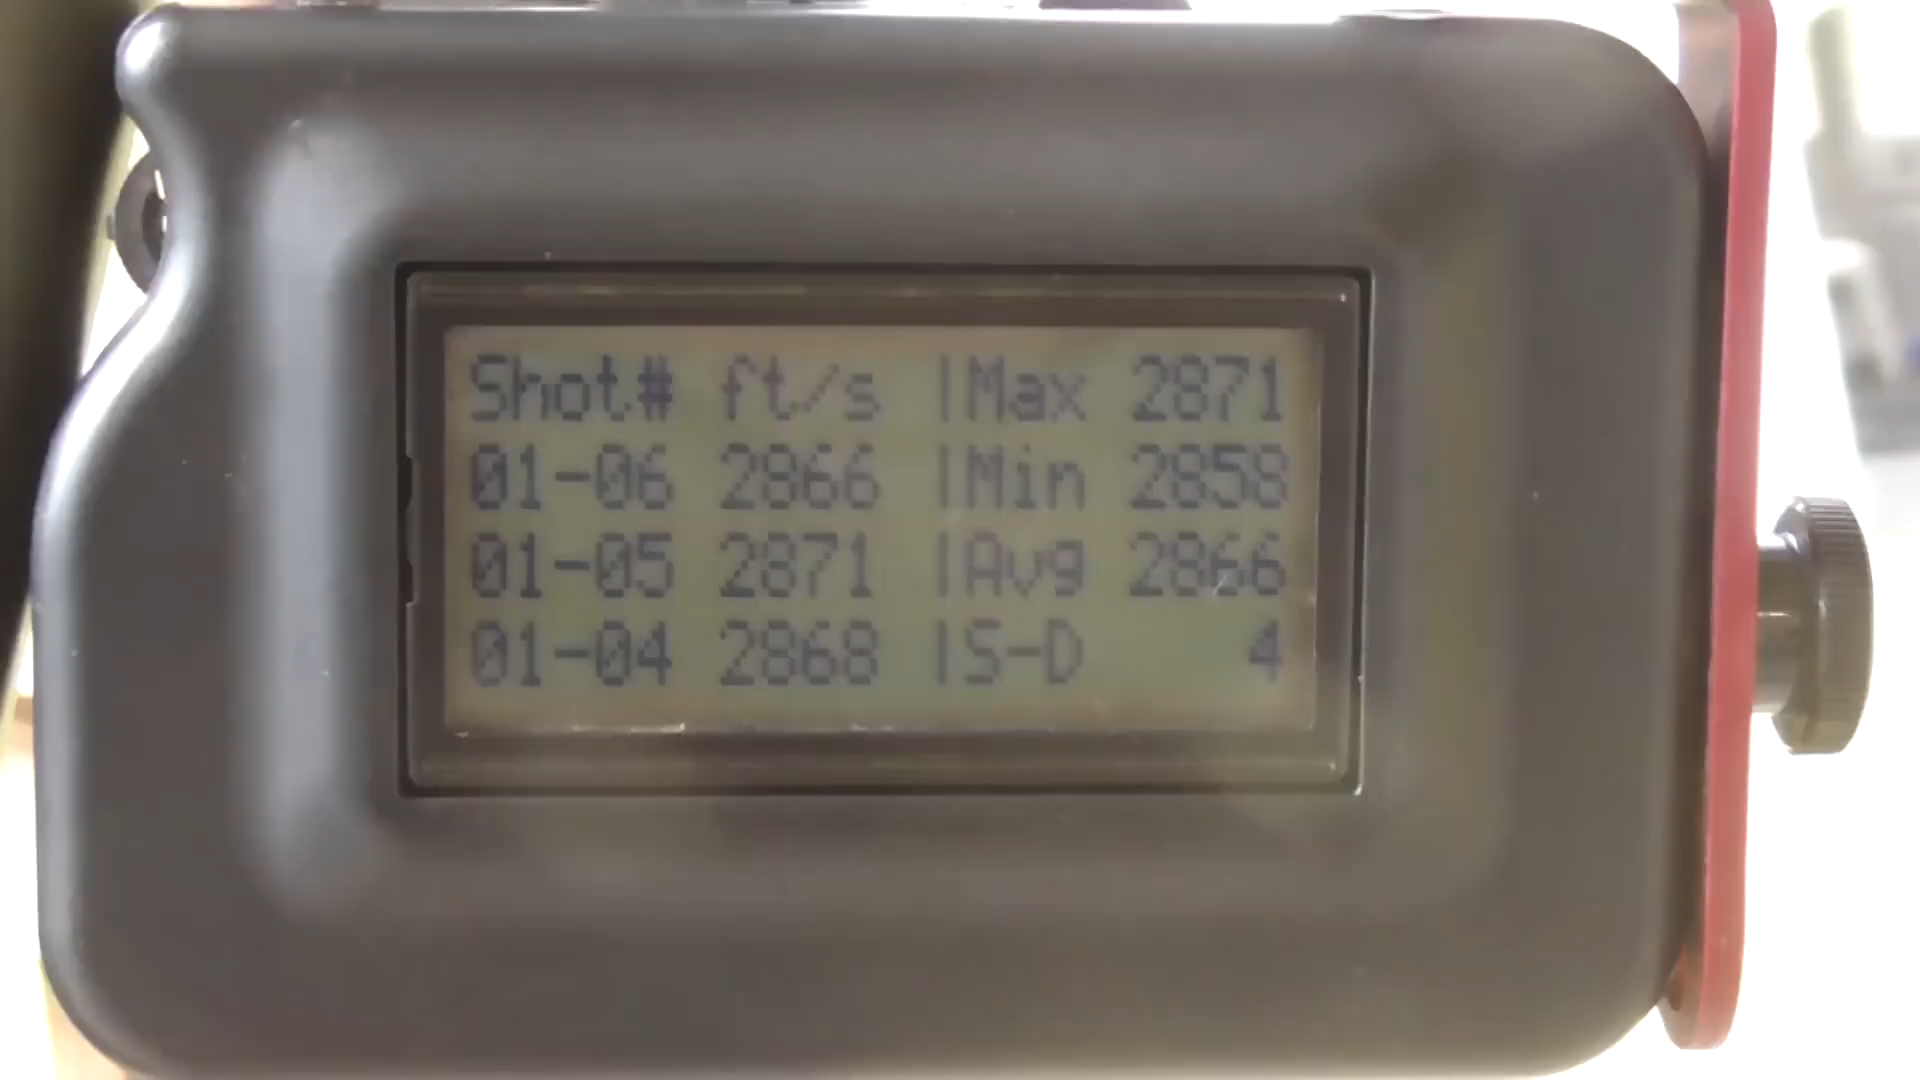 Shot# ft/s |Max 2871
01-06 2866 |Min 2858
01-05 2871 |Avg 2866
01-04 2868 |S-D 4